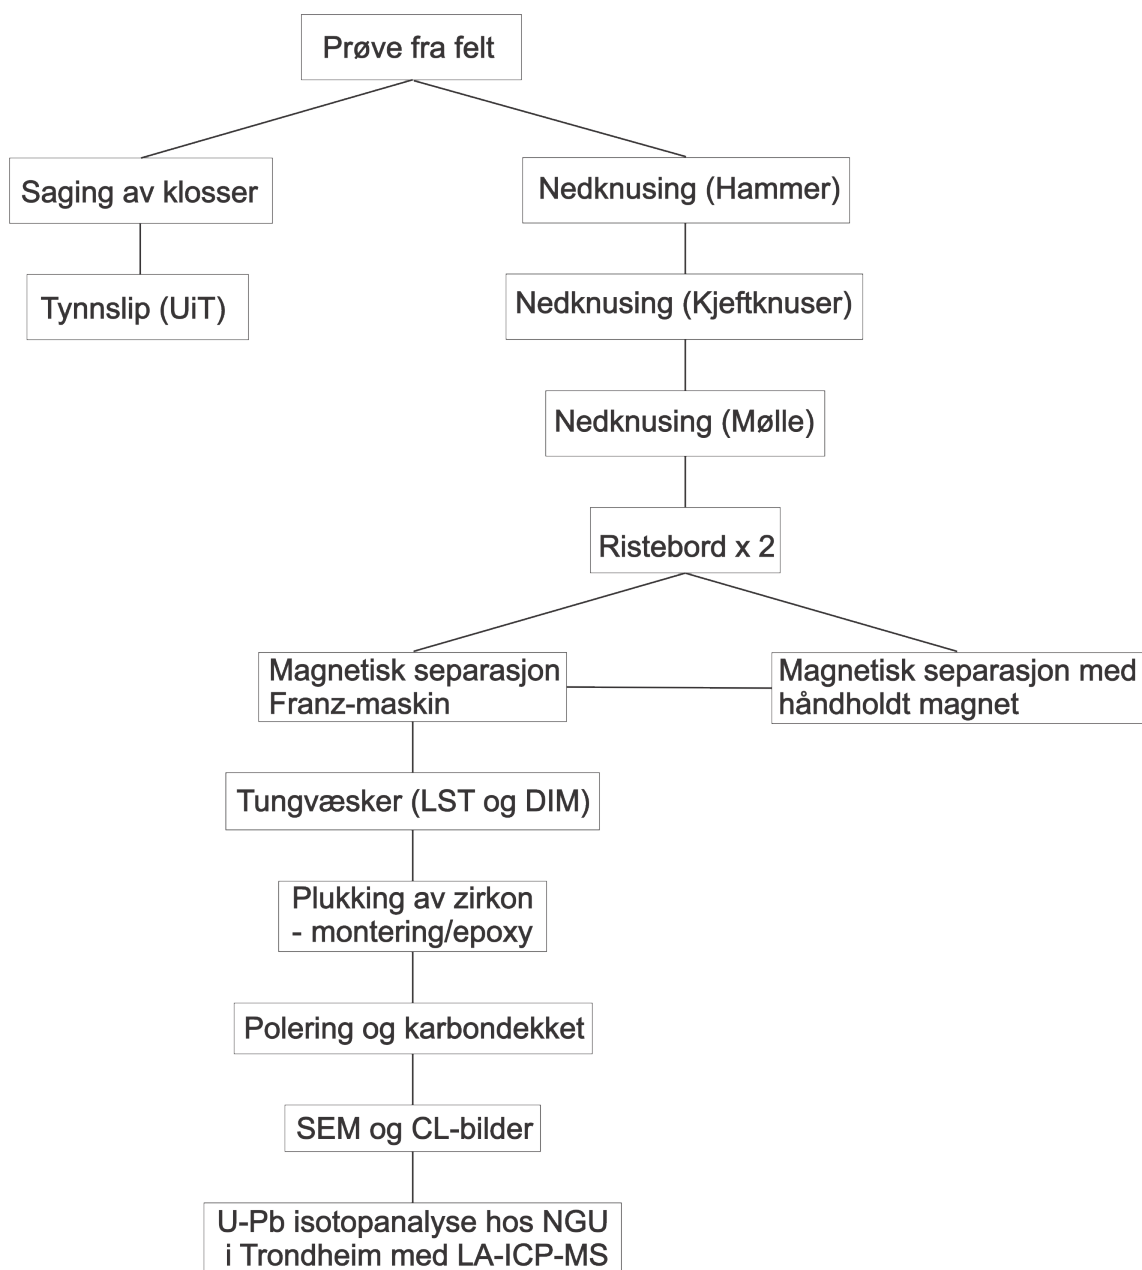 Prøve fra felt
Saging av klosser
Nedknusing (Hammer)
Tynnslip (UiT)
Nedknusing (Kjeftknuser)
Nedknusing (Mølle)
Ristebord x 2
Magnetisk separasjon
Franz-maskin
Magnetisk separasjon med
håndholdt magnet
Tungvæsker (LST og DIM)
Plukking av zirkon
- montering/epoxy
Polering og karbondekket
SEM og CL-bilder
U-Pb isotopanalyse hos NGU
i Trondheim med LA-ICP-MS